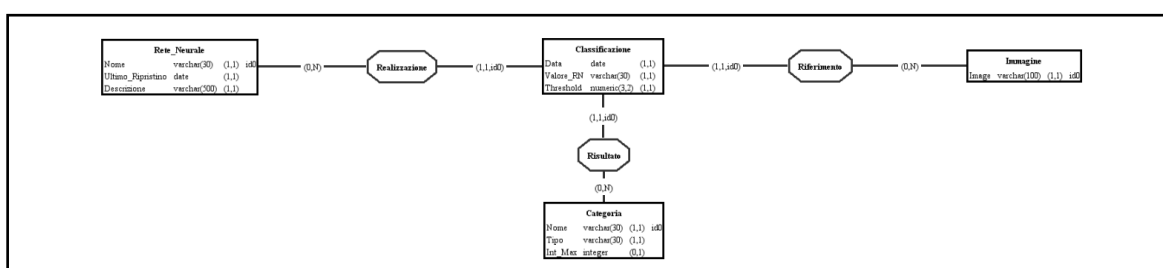 Rete_Neurale
Nome varchar(30) (1,1) id0
Ultimo_Ripristino date (1,1)
Descrizione varchar(500) (1,1)
(0,N)
Realizzazione
(1,1,id0)
Classificazione
Data date (1,1)
Valore_RN varchar(30) (1,1)
Threshold numeric(3,2) (1,1)
(1,1,id0)
Riferimento
(0,N)
Immagine
Image varchar(100) (1,1) id0
(1,1,id0)
Risultato
(0,N)
Categoria
Nome varchar(30) (1,1) id0
Tipo varchar(30) (1,1)
Int_Max integer (0,1)